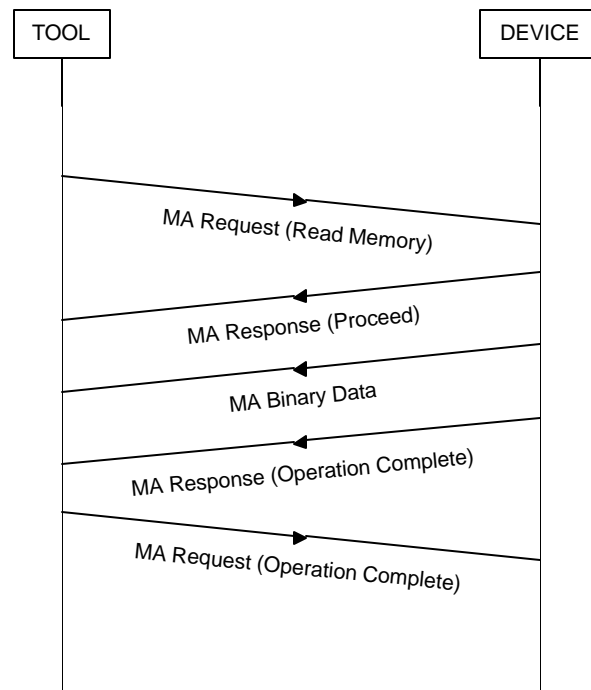 TOOL
DEVICE
MA Request (Read Memory)
MA Response (Proceed)
MA Binary Data
MA Response (Operation Complete)
MA Request (Operation Complete)